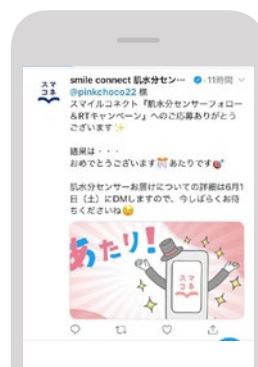 スマ
コネ
smile connect 肌水分セン… ・11時間
@pinkchoco22 様
スマイルコネクト『肌水分センサーフォロー
＆RTキャンペーン』へのご応募ありがとう
ございます✨
結果は・・・
おめでとうございます🎊あたりです🎯
肌水分センサーお届けについての詳細は6月1
日（土）にDMしますので、今しばらくお待
ちくださいね😉
あたり！
スマ
コネ